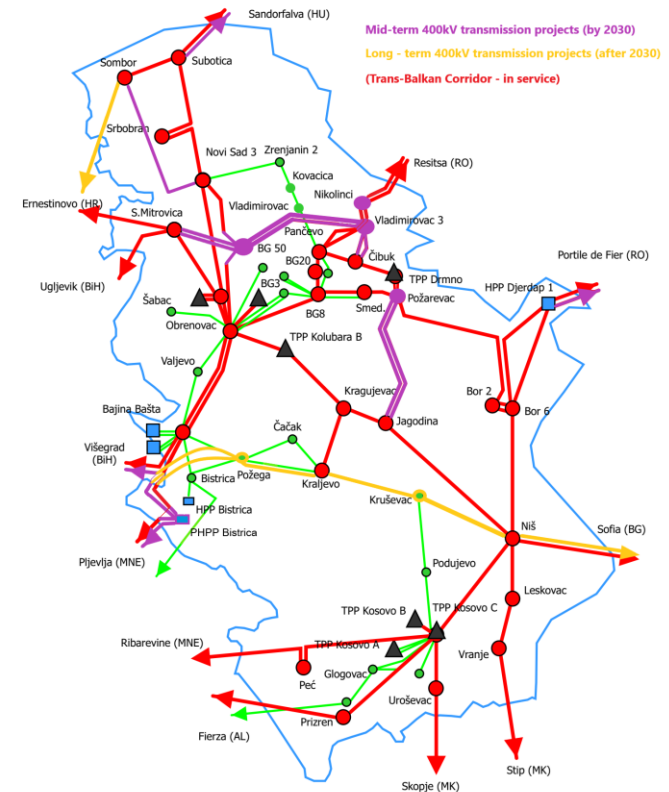 Sandorfalva (HU)
Mid-term 400kV transmission projects (by 2030)
Long - term 400kV transmission projects (after 2030)
(Trans-Balkan Corridor - in service)
Sombor
Subotica
Srbobran
Novi Sad 3
Zrenjanin 2
Resitsa (RO)
Kovacica
Nikolinci
Ernestinovo (HR)
Vladimirovac
S.Mitrovica
Vladimirovac 3
Pančevo
BG 50
Čibuk
Portile de Fier (RO)
BG20
TPP Drmno
Ugljevik (BiH)
BG3
HPP Djerdap 1
Šabac
Požarevac
Obrenovac
BG8
Smed.
TPP Kolubara B
Valjevo
Kragujevac
Bor 2
Bor 6
Bajina Bašta
Čačak
Jagodina
Višegrad
(BiH)
Bistrica
Požega
Kraljevo
Kruševac
HPP Bistrica
Niš
Sofia (BG)
PHPP Bistrica
Pljevlja (MNE)
Podujevo
Leskovac
TPP Kosovo B
TPP Kosovo C
Ribarevine (MNE)
TPP Kosovo A
Vranje
Peć
Glogovac
Uroševac
Prizren
Fierza (AL)
Stip (MK)
Skopje (MK)